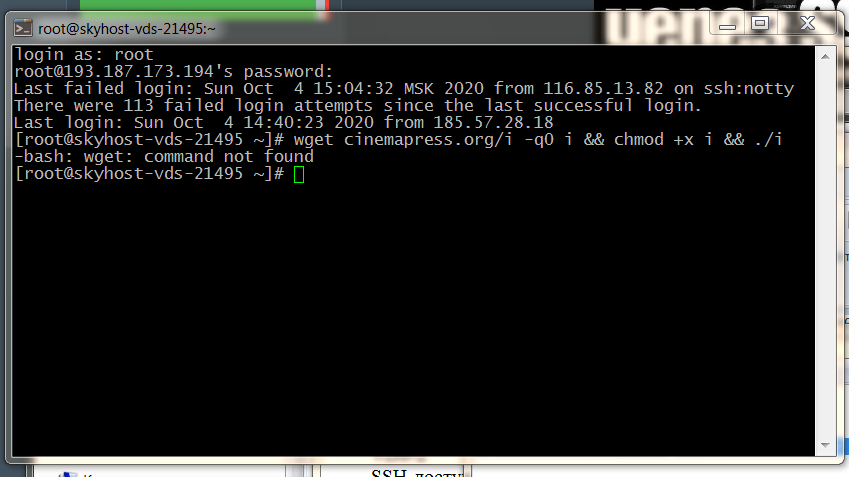 root@skyhost-vds-21495:~
login as: root
root@193.187.173.194's password:
Last failed login: Sun Oct  4 15:04:32 MSK 2020 from 116.85.13.82 on ssh:notty
There were 113 failed login attempts since the last successful login.
Last login: Sun Oct  4 14:40:23 2020 from 185.57.28.18
[root@skyhost-vds-21495 ~]# wget cinemapress.org/i -qO i && chmod +x i && ./i
-bash: wget: command not found
[root@skyhost-vds-21495 ~]#
SSH-досту